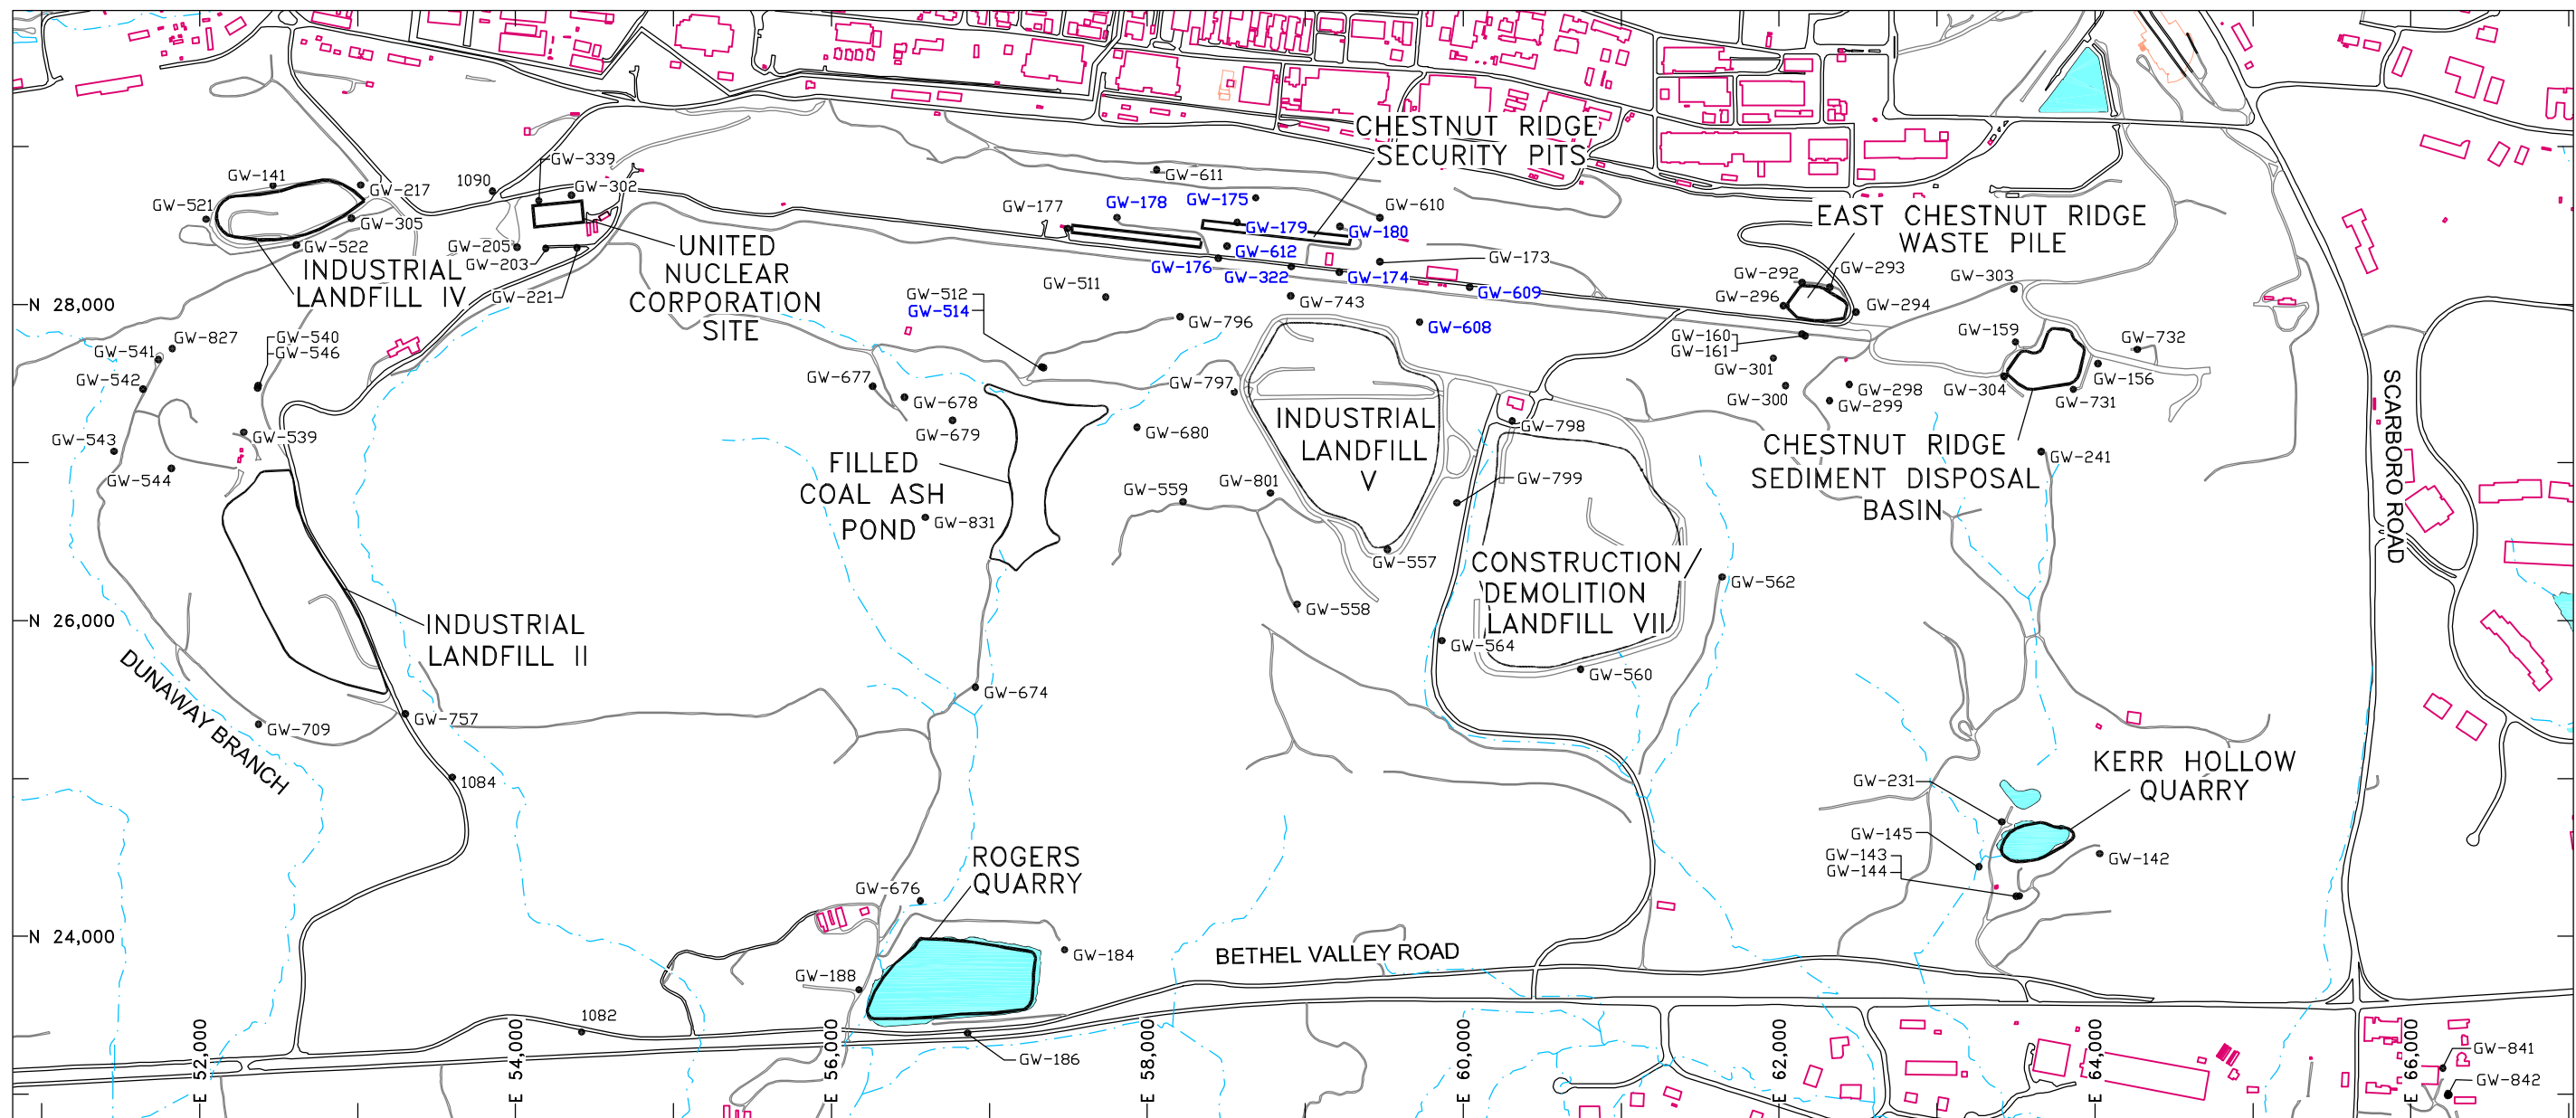 CHESTNUT RIDGE
SECURITY PITS
GW-339
GW-141
GW-217
1090
GW-302
GW-611
GW-521
GW-305
GW-522
GW-205
GW-203
GW-221
INDUSTRIAL
LANDFILL IV
UNITED
NUCLEAR
CORPORATION
SITE
GW-177
GW-178
GW-175
GW-610
GW-179
GW-180
GW-612
GW-176
GW-322
GW-174
GW-173
GW-609
GW-608
EAST CHESTNUT RIDGE
WASTE PILE
GW-292
GW-293
GW-296
GW-294
GW-303
N 28,000
GW-512
GW-514
GW-511
GW-743
GW-796
GW-160
GW-161
GW-301
GW-300
GW-298
GW-299
GW-159
GW-732
GW-156
GW-304
GW-731
GW-827
GW-541
GW-542
GW-540
GW-546
GW-543
GW-544
GW-539
GW-677
GW-678
GW-679
GW-680
GW-797
GW-798
INDUSTRIAL
LANDFILL
V
CHESTNUT RIDGE
SEDIMENT DISPOSAL
BASIN
GW-241
SCARBORO ROAD
FILLED
COAL ASH
POND
GW-831
GW-559
GW-801
GW-799
GW-557
GW-558
CONSTRUCTION/
DEMOLITION
LANDFILL VII
GW-562
GW-564
GW-560
N 26,000
INDUSTRIAL
LANDFILL II
DUNAWAY BRANCH
GW-709
GW-757
GW-674
1084
KERR HOLLOW
QUARRY
GW-231
GW-145
GW-143
GW-144
GW-142
ROGERS
QUARRY
GW-676
GW-184
GW-188
N 24,000
BETHEL VALLEY ROAD
1082
GW-186
GW-841
GW-842
E 52,000
E 54,000
E 56,000
E 58,000
E 60,000
E 62,000
E 64,000
E 66,000